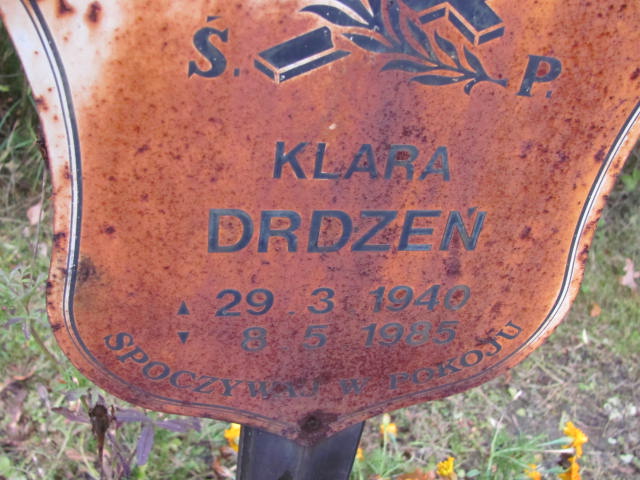 Ś. P.
KLARA
DRDZEŃ
▲ 29.3 1940
▼ 8.5 1985
SPOCZYWAJ W POKOJU